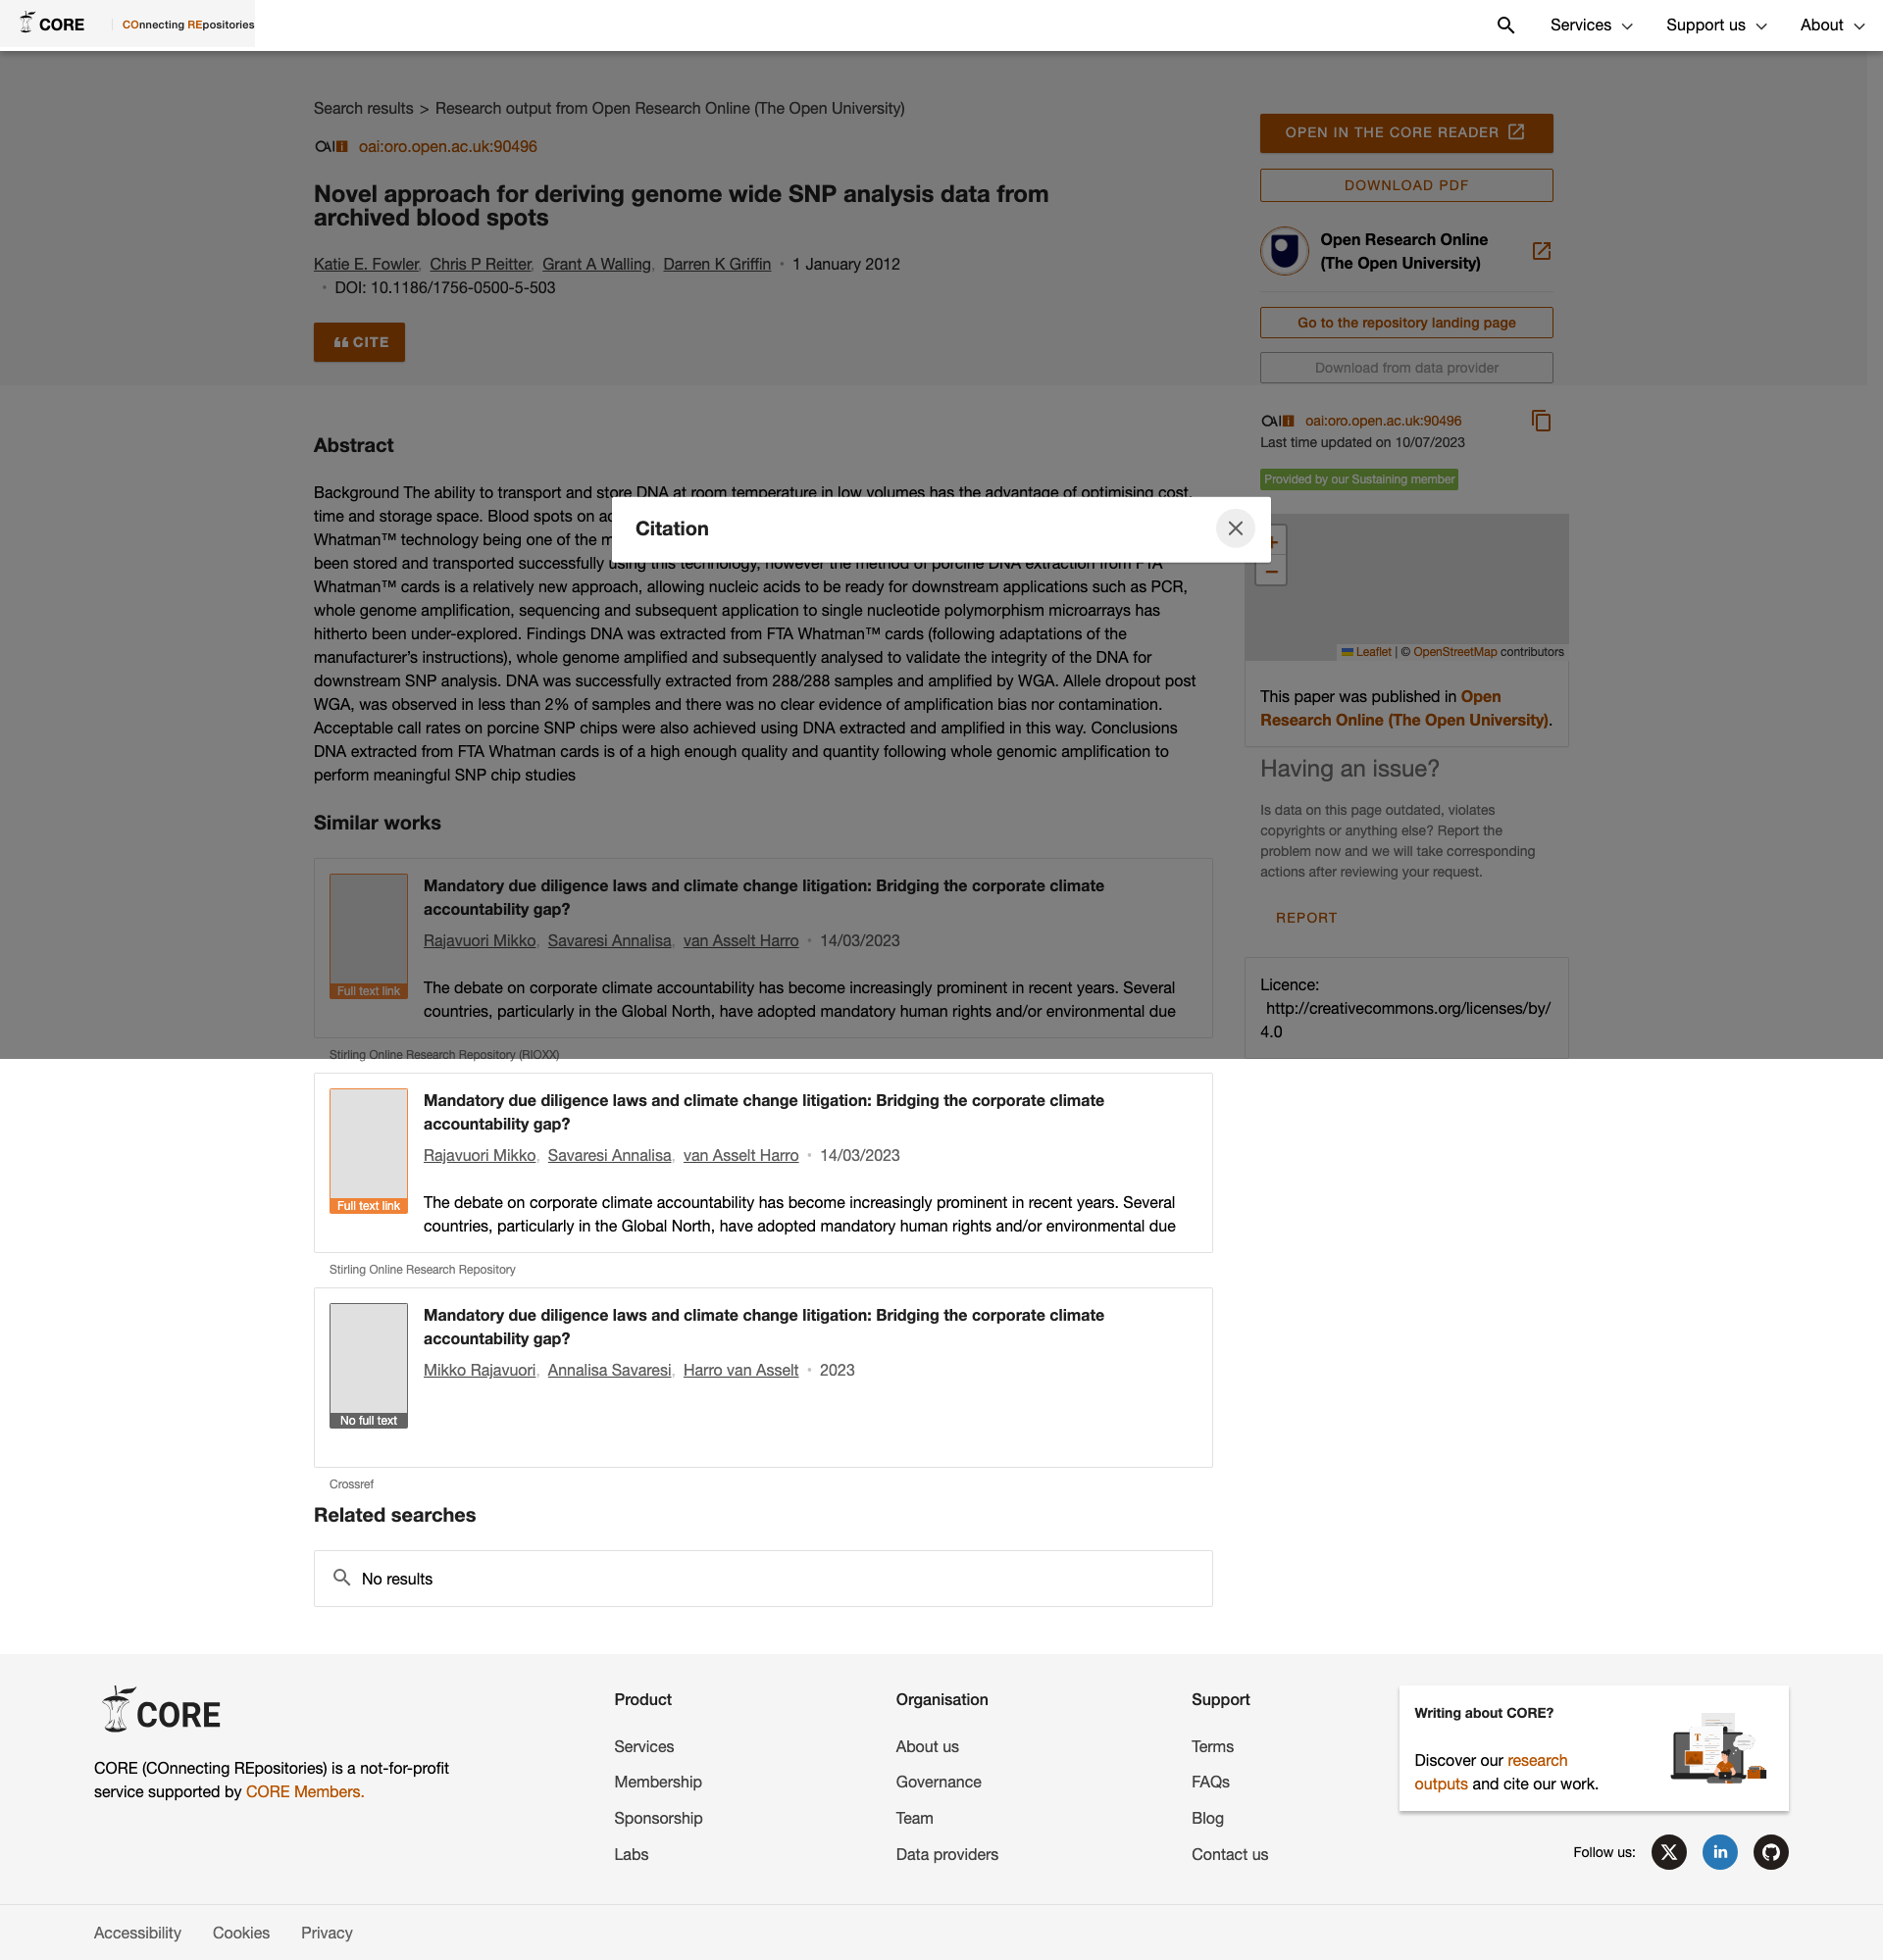 CORE
COnnecting REpositories
Services
Support us
About
Search results > Research output from Open Research Online (The Open University)
OAI oai:oro.open.ac.uk:90496
Novel approach for deriving genome wide SNP analysis data from
archived blood spots
Katie E. Fowler, Chris P Reitter, Grant A Walling, Darren K Griffin • 1 January 2012
• DOI: 10.1186/1756-0500-5-503
CITE
OPEN IN THE CORE READER
DOWNLOAD PDF
Open Research Online
(The Open University)
Go to the repository landing page
Download from data provider
OAI oai:oro.open.ac.uk:90496
Last time updated on 10/07/2023
Provided by our Sustaining member
Abstract
Background The ability to transport and store DNA at room temperature in low volumes has the advantage of optimising cost,
time and storage space. Blood spots on
Whatman™ technology being one of the
been stored and transported successfully using this technology, however the method of porcine DNA extraction from FTA
Whatman™ cards is a relatively new approach, allowing nucleic acids to be ready for downstream applications such as PCR,
whole genome amplification, sequencing and subsequent application to single nucleotide polymorphism microarrays has
hitherto been under-explored. Findings DNA was extracted from FTA Whatman™ cards (following adaptations of the
manufacturer’s instructions), whole genome amplified and subsequently analysed to validate the integrity of the DNA for
downstream SNP analysis. DNA was successfully extracted from 288/288 samples and amplified by WGA. Allele dropout post
WGA, was observed in less than 2% of samples and there was no clear evidence of amplification bias nor contamination.
Acceptable call rates on porcine SNP chips were also achieved using DNA extracted and amplified in this way. Conclusions
DNA extracted from FTA Whatman cards is of a high enough quality and quantity following whole genomic amplification to
perform meaningful SNP chip studies
Citation
+
−
Leaflet | © OpenStreetMap contributors
This paper was published in Open
Research Online (The Open University).
Having an issue?
Is data on this page outdated, violates
copyrights or anything else? Report the
problem now and we will take corresponding
actions after reviewing your request.
REPORT
Licence:
http://creativecommons.org/licenses/by/
4.0
Similar works
Full text link
Mandatory due diligence laws and climate change litigation: Bridging the corporate climate
accountability gap?
Rajavuori Mikko, Savaresi Annalisa, van Asselt Harro • 14/03/2023
The debate on corporate climate accountability has become increasingly prominent in recent years. Several
countries, particularly in the Global North, have adopted mandatory human rights and/or environmental due
Stirling Online Research Repository (RIOXX)
Full text link
Mandatory due diligence laws and climate change litigation: Bridging the corporate climate
accountability gap?
Rajavuori Mikko, Savaresi Annalisa, van Asselt Harro • 14/03/2023
The debate on corporate climate accountability has become increasingly prominent in recent years. Several
countries, particularly in the Global North, have adopted mandatory human rights and/or environmental due
Stirling Online Research Repository
No full text
Mandatory due diligence laws and climate change litigation: Bridging the corporate climate
accountability gap?
Mikko Rajavuori, Annalisa Savaresi, Harro van Asselt • 2023
Crossref
Related searches
No results
CORE
CORE (COnnecting REpositories) is a not-for-profit
service supported by CORE Members.
Product
Services
Membership
Sponsorship
Labs
Organisation
About us
Governance
Team
Data providers
Support
Terms
FAQs
Blog
Contact us
Writing about CORE?
Discover our research
outputs and cite our work.
Follow us:
Accessibility
Cookies
Privacy